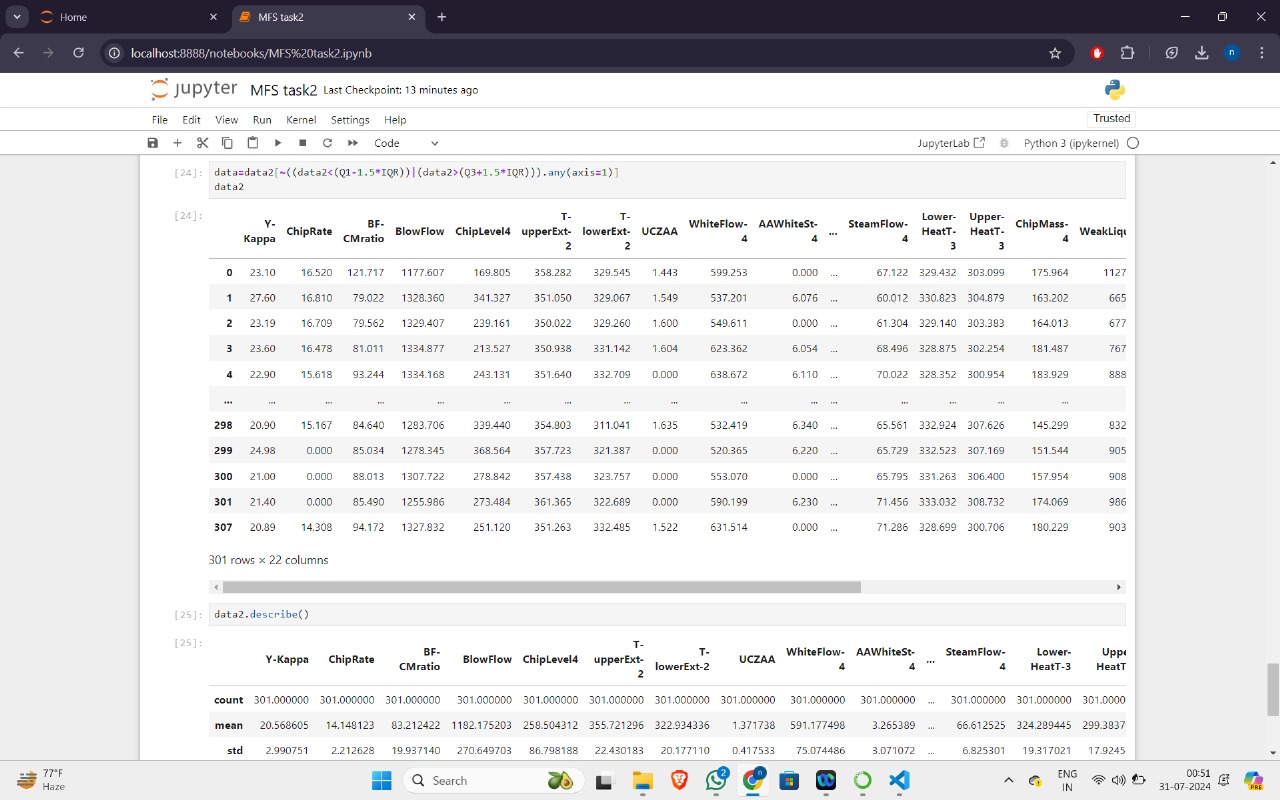 Home
MFS task2
localhost:8888/notebooks/MFS%20task2.ipynb
n
jupyter MFS task2 Last Checkpoint: 13 minutes ago
File Edit View Run Kernel Settings Help
Trusted
Code
JupyterLab
Python 3 (ipykernel)
[24]: data=data2[~((data2<(Q1-1.5*IQR))|(data2>(Q3+1.5*IQR))).any(axis=1)]
data2
[24]:
Y-Kappa ChipRate BF-CMratio BlowFlow ChipLevel4 T-upperExt-2 T-lowerExt-2 UCZAA WhiteFlow-4 AAWhiteSt-4 ... SteamFlow-4 Lower-HeatT-3 Upper-HeatT-3 ChipMass-4 WeakLiqu
0 23.10 16.520 121.717 1177.607 169.805 358.282 329.545 1.443 599.253 0.000 ... 67.122 329.432 303.099 175.964 1127
1 27.60 16.810 79.022 1328.360 341.327 351.050 329.067 1.549 537.201 6.076 ... 60.012 330.823 304.879 163.202 665
2 23.19 16.709 79.562 1329.407 239.161 350.022 329.260 1.600 549.611 0.000 ... 61.304 329.140 303.383 164.013 677
3 23.60 16.478 81.011 1334.877 213.527 350.938 331.142 1.604 623.362 6.054 ... 68.496 328.875 302.254 181.487 767
4 22.90 15.618 93.244 1334.168 243.131 351.640 332.709 0.000 638.672 6.110 ... 70.022 328.352 300.954 183.929 888
... ... ... ... ... ... ... ... ... ... ... ... ... ... ... ...
298 20.90 15.167 84.640 1283.706 339.440 354.803 311.041 1.635 532.419 6.340 ... 65.561 332.924 307.626 145.299 832
299 24.98 0.000 85.034 1278.345 368.564 357.723 321.387 0.000 520.365 6.220 ... 65.729 332.523 307.169 151.544 905
300 21.00 0.000 88.013 1307.722 278.842 357.438 323.757 0.000 553.070 0.000 ... 65.795 331.263 306.400 157.954 908
301 21.40 0.000 85.490 1255.986 273.484 361.365 322.689 0.000 590.199 6.230 ... 71.456 333.032 308.732 174.069 986
307 20.89 14.308 94.172 1327.832 251.120 351.263 332.485 1.522 631.514 0.000 ... 71.286 328.699 300.706 180.229 903
301 rows × 22 columns
[25]: data2.describe()
[25]:
Y-Kappa ChipRate BF-CMratio BlowFlow ChipLevel4 T-upperExt-2 T-lowerExt-2 UCZAA WhiteFlow-4 AAWhiteSt-4 ... SteamFlow-4 Lower-HeatT-3 Uppe HeatT
count 301.000000 301.000000 301.000000 301.000000 301.000000 301.000000 301.000000 301.000000 301.000000 301.000000 ... 301.000000 301.000000 301.0000
mean 20.568605 14.148123 83.212422 1182.175203 258.504312 355.721296 322.934336 1.371738 591.177498 3.265389 ... 66.612525 324.289445 299.3837
std 2.990751 2.212628 19.937140 270.649703 86.798188 22.430183 20.177110 0.417533 75.074486 3.071072 ... 6.825301 19.317021 17.9245
77°F
Haze
Search
2
n
PRE
ENG
IN
00:51
31-07-2024